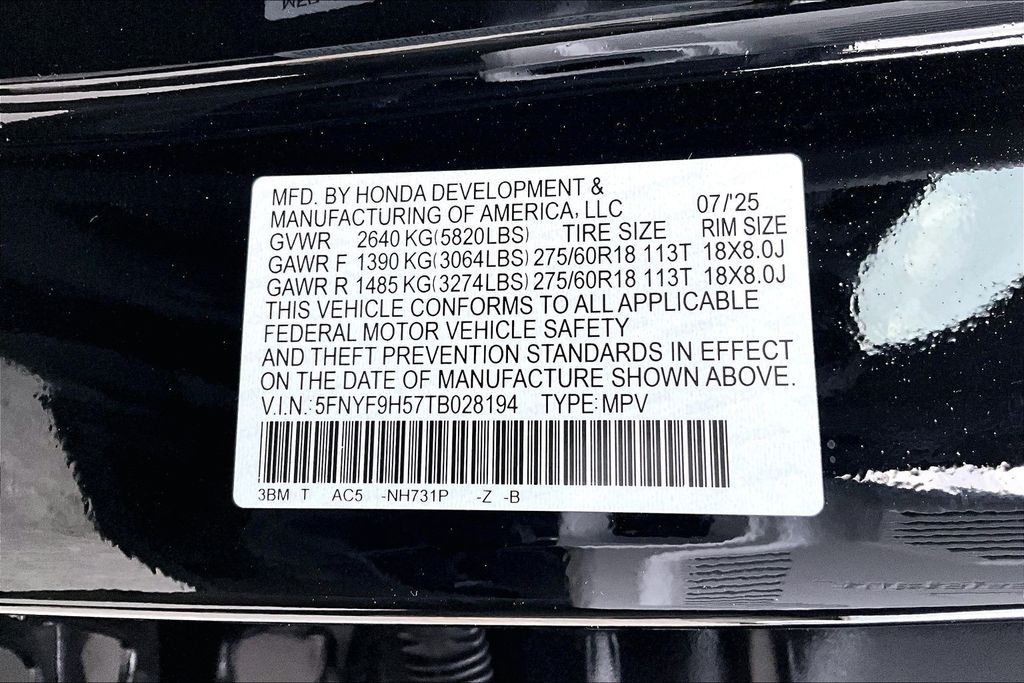 MFD. BY HONDA DEVELOPMENT &
MANUFACTURING OF AMERICA, LLC 07/'25
GVWR 2640 KG(5820LBS) TIRE SIZE RIM SIZE
GAWR F 1390 KG(3064LBS) 275/60R18 113T 18X8.0J
GAWR R 1485 KG(3274LBS) 275/60R18 113T 18X8.0J
THIS VEHICLE CONFORMS TO ALL APPLICABLE
FEDERAL MOTOR VEHICLE SAFETY
AND THEFT PREVENTION STANDARDS IN EFFECT
ON THE DATE OF MANUFACTURE SHOWN ABOVE.
V.I.N.:5FNYF9H57TB028194 TYPE:MPV
3BM T AC5 -NH731P -Z -B